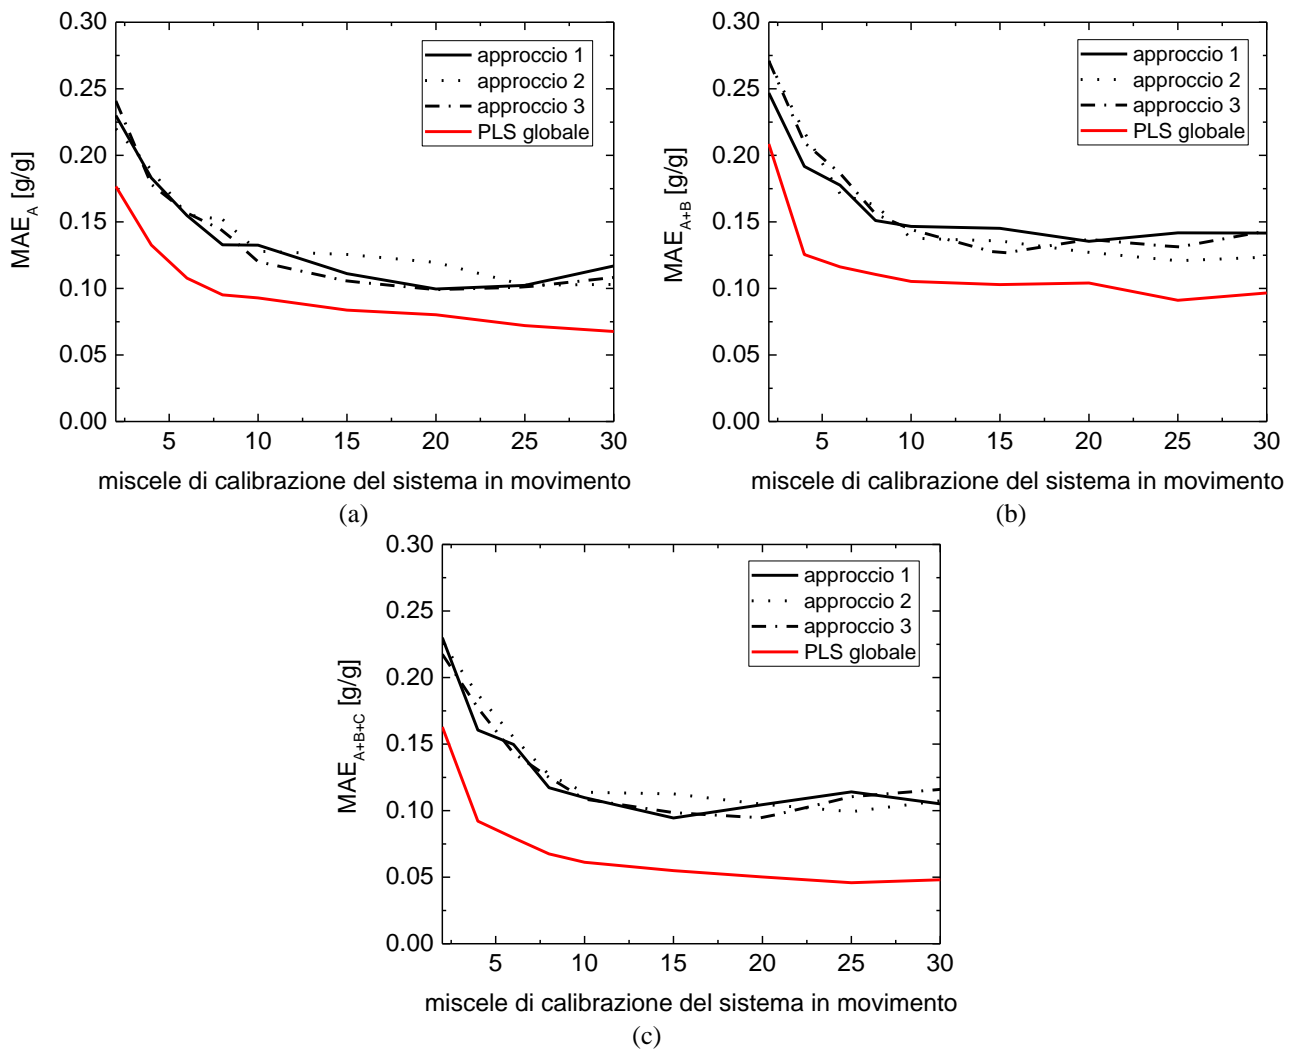 0.30
0.25
0.20
0.15
0.10
0.05
0.00
MAE_A [g/g]
approccio 1
approccio 2
approccio 3
PLS globale
5 10 15 20 25 30
miscele di calibrazione del sistema in movimento
(a)
0.30
0.25
0.20
0.15
0.10
0.05
0.00
MAE_A+B [g/g]
approccio 1
approccio 2
approccio 3
PLS globale
5 10 15 20 25 30
miscele di calibrazione del sistema in movimento
(b)
0.30
0.25
0.20
0.15
0.10
0.05
0.00
MAE_A+B+C [g/g]
approccio 1
approccio 2
approccio 3
PLS globale
5 10 15 20 25 30
miscele di calibrazione del sistema in movimento
(c)